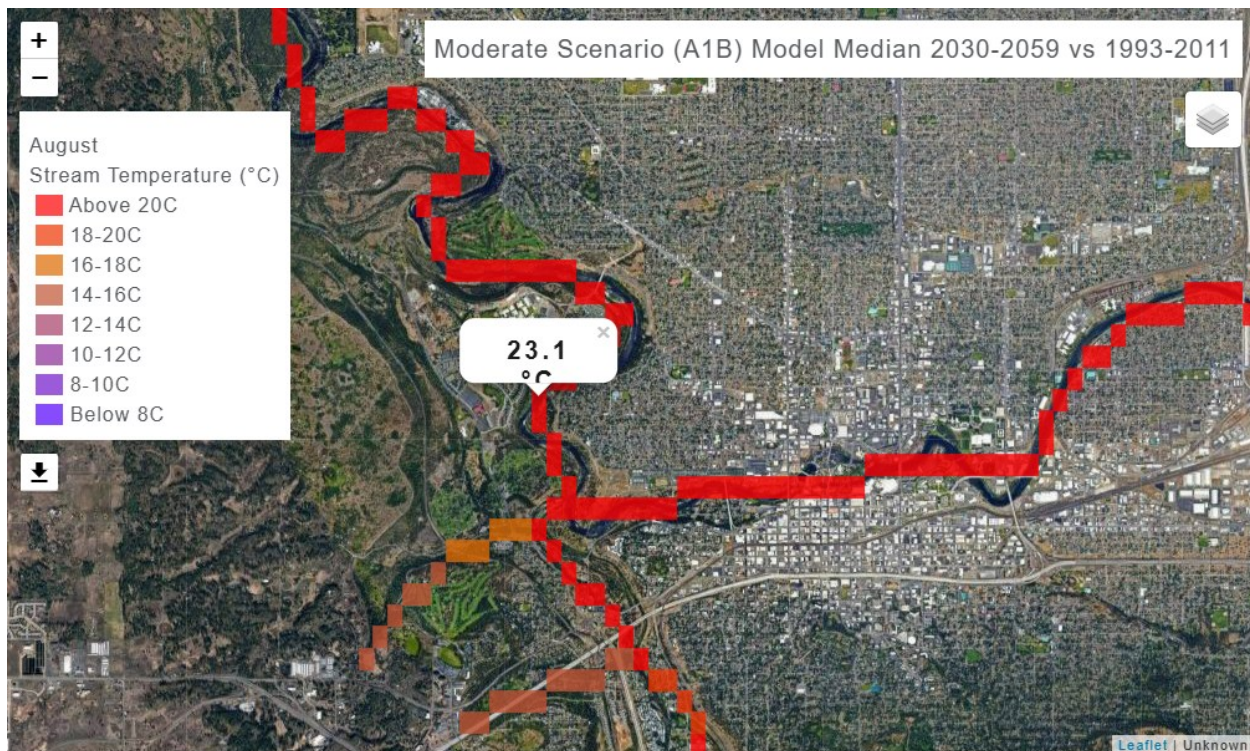 +
−
Moderate Scenario (A1B) Model Median 2030-2059 vs 1993-2011
August
Stream Temperature (°C)
Above 20C
18-20C
16-18C
14-16C
12-14C
10-12C
8-10C
Below 8C
×
23.1
°C
Leaflet | Unknown